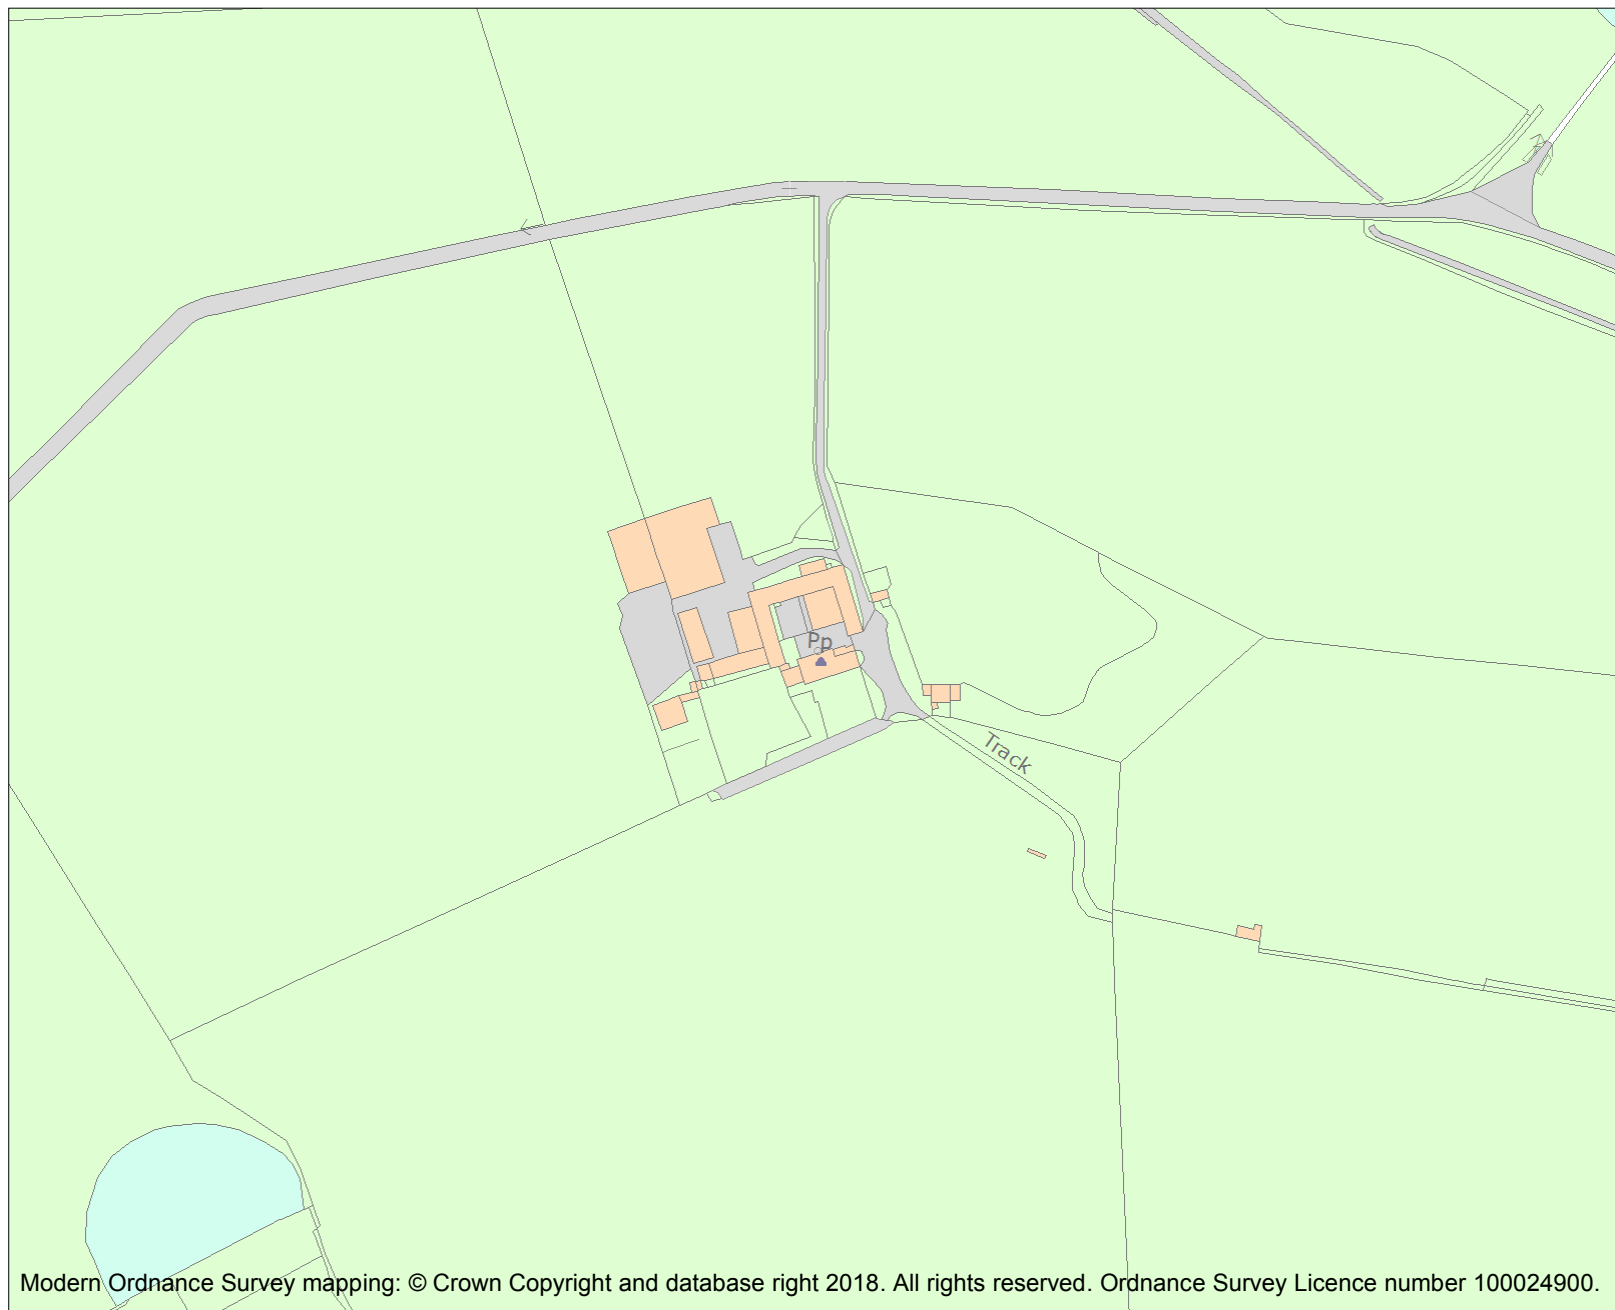 Pp
Track
Modern Ordnance Survey mapping: © Crown Copyright and database right 2018. All rights reserved. Ordnance Survey Licence number 100024900.